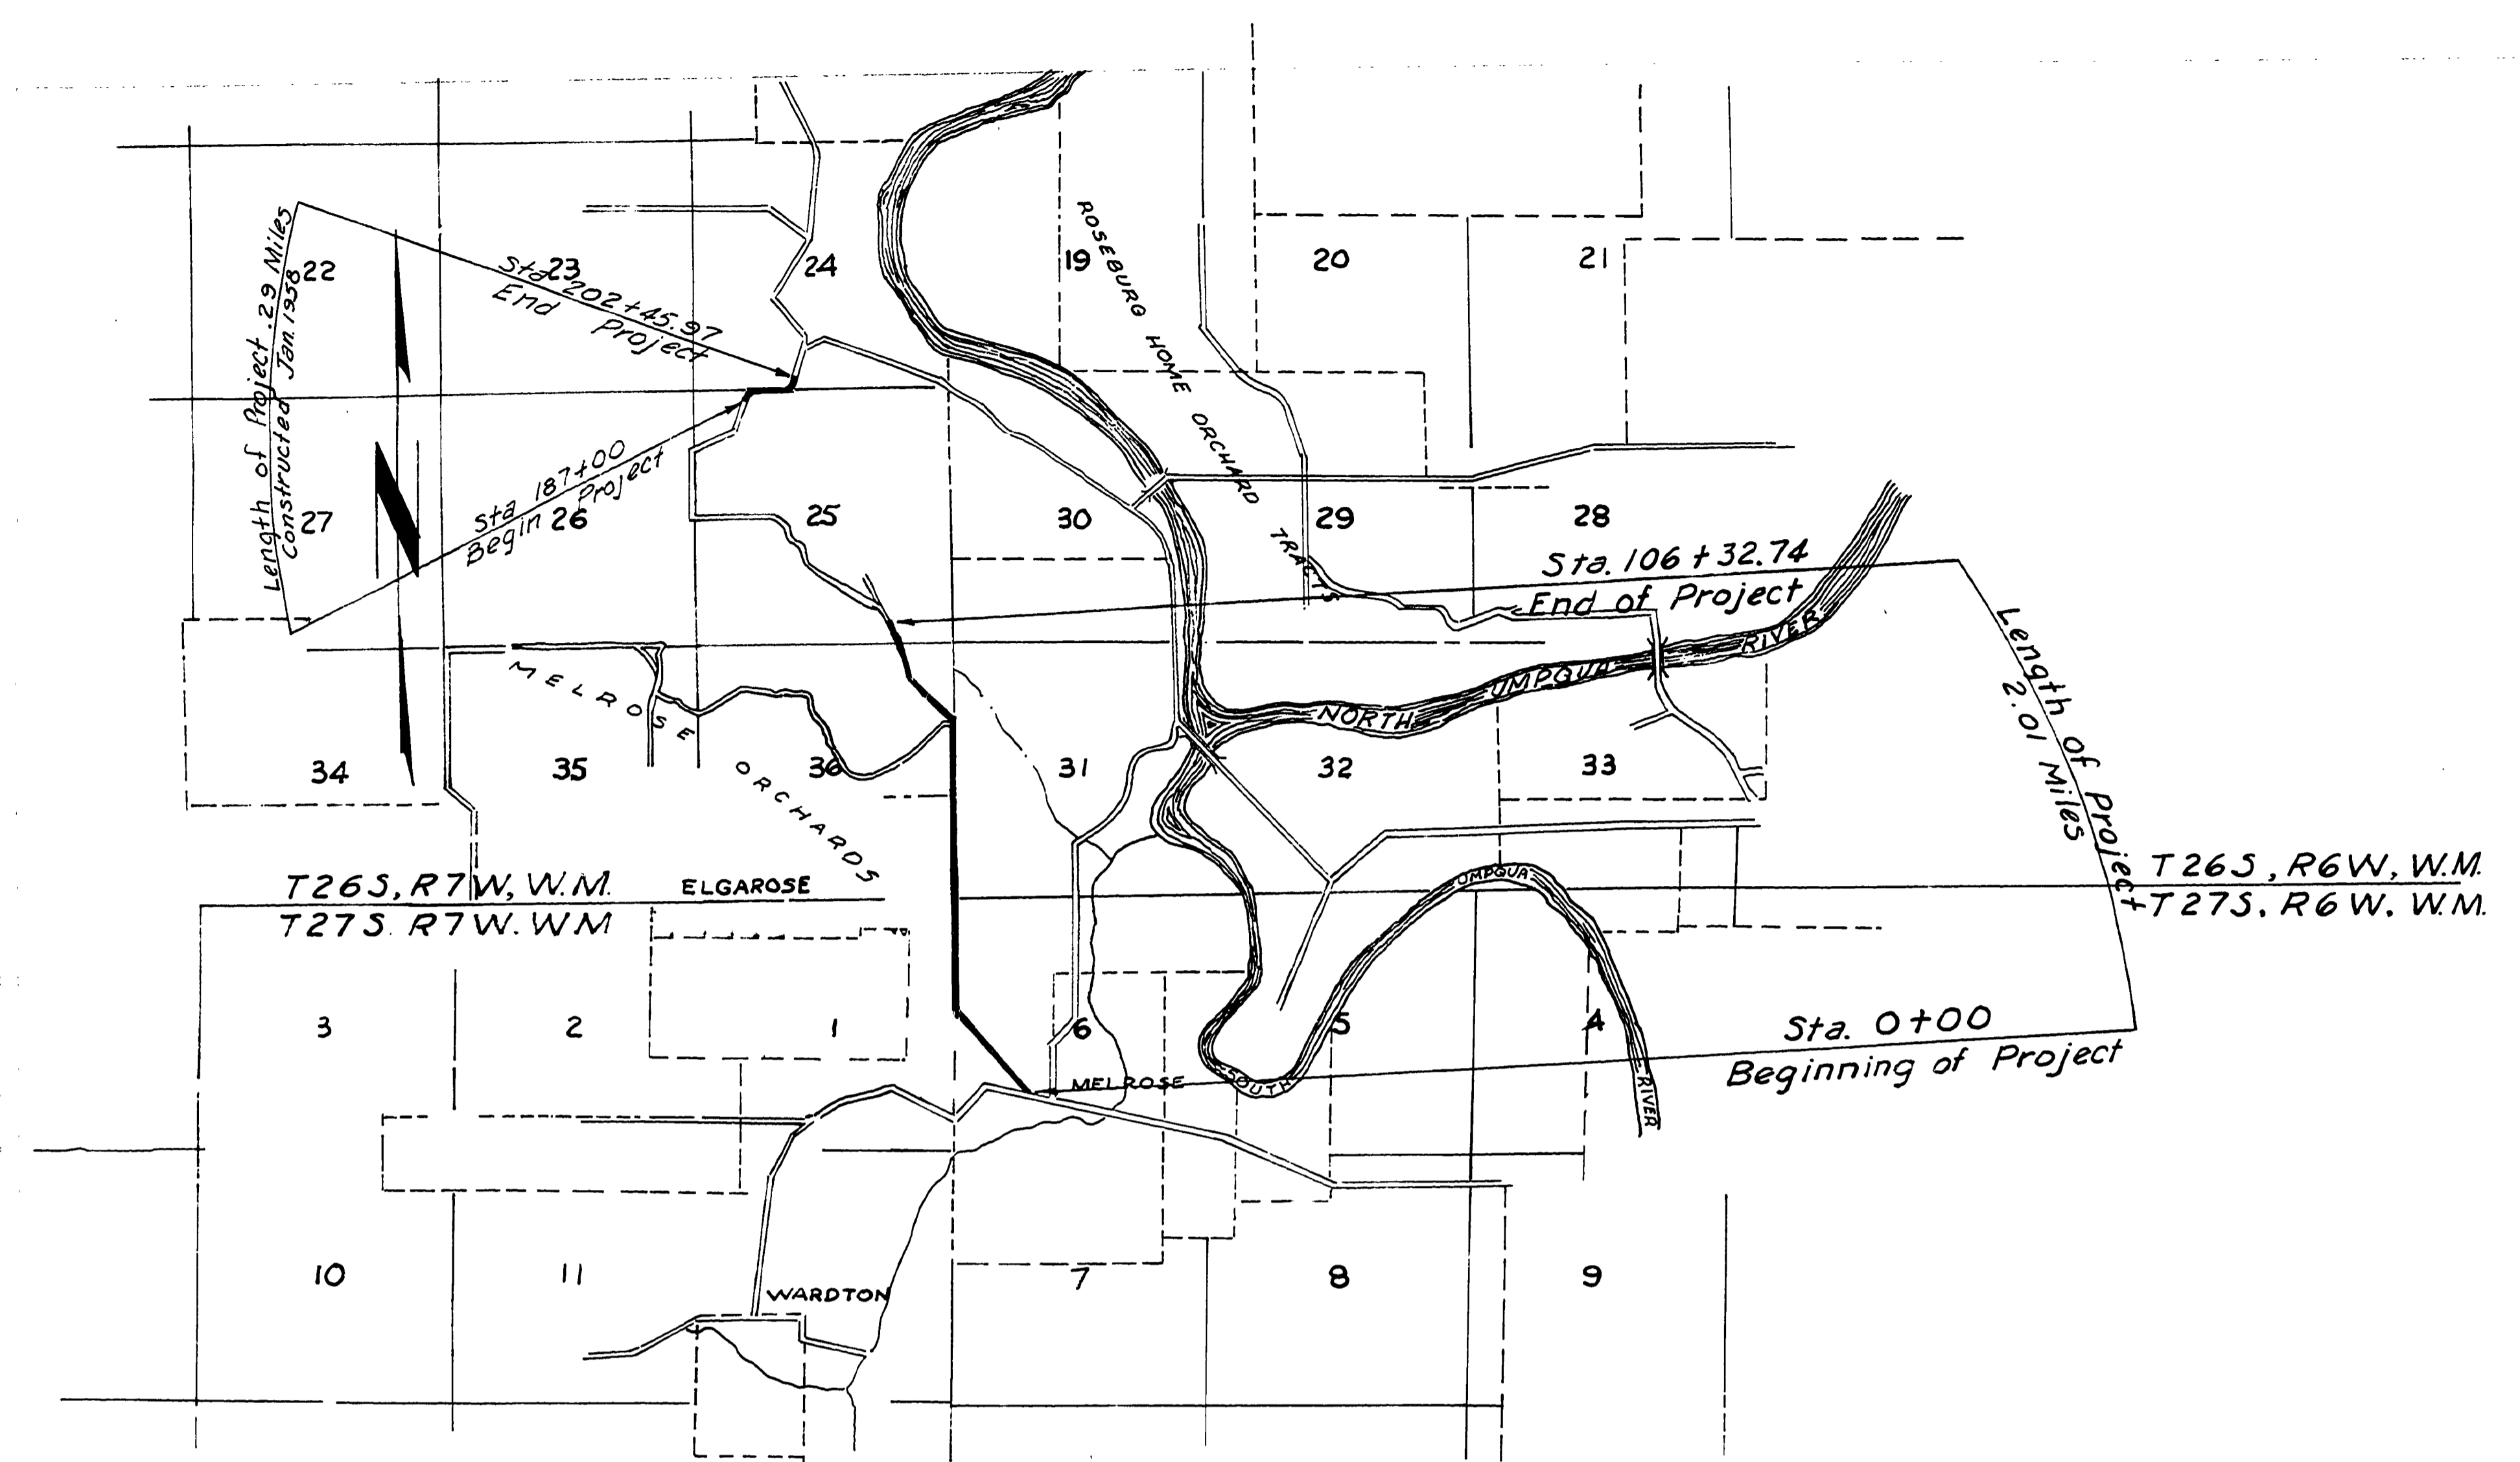 19
20
21
22
23
24
ROSEBURG HOME ORCHARD TRACTS
Sta 202+45.97
End Project
Length of Project .29 Miles
Constructed Jan. 1958
sta 187+00
Begin Project
27
26
25
30
29
28
Sta. 106+32.74
End of Project
NORTH UMPQUA RIVER
Length of Project
2.01 Miles
MELROSE ORCHARDS
34
35
36
31
32
33
T26S, R7W, W.M.
ELGAROSE
T26S, R6W, W.M.
T27S. R7W. WM
T27S. R6W. W.M.
SOUTH UMPQUA RIVER
3
2
1
6
5
4
Sta. 0+00
Beginning of Project
MELROSE
10
11
7
8
9
WARDTON
N